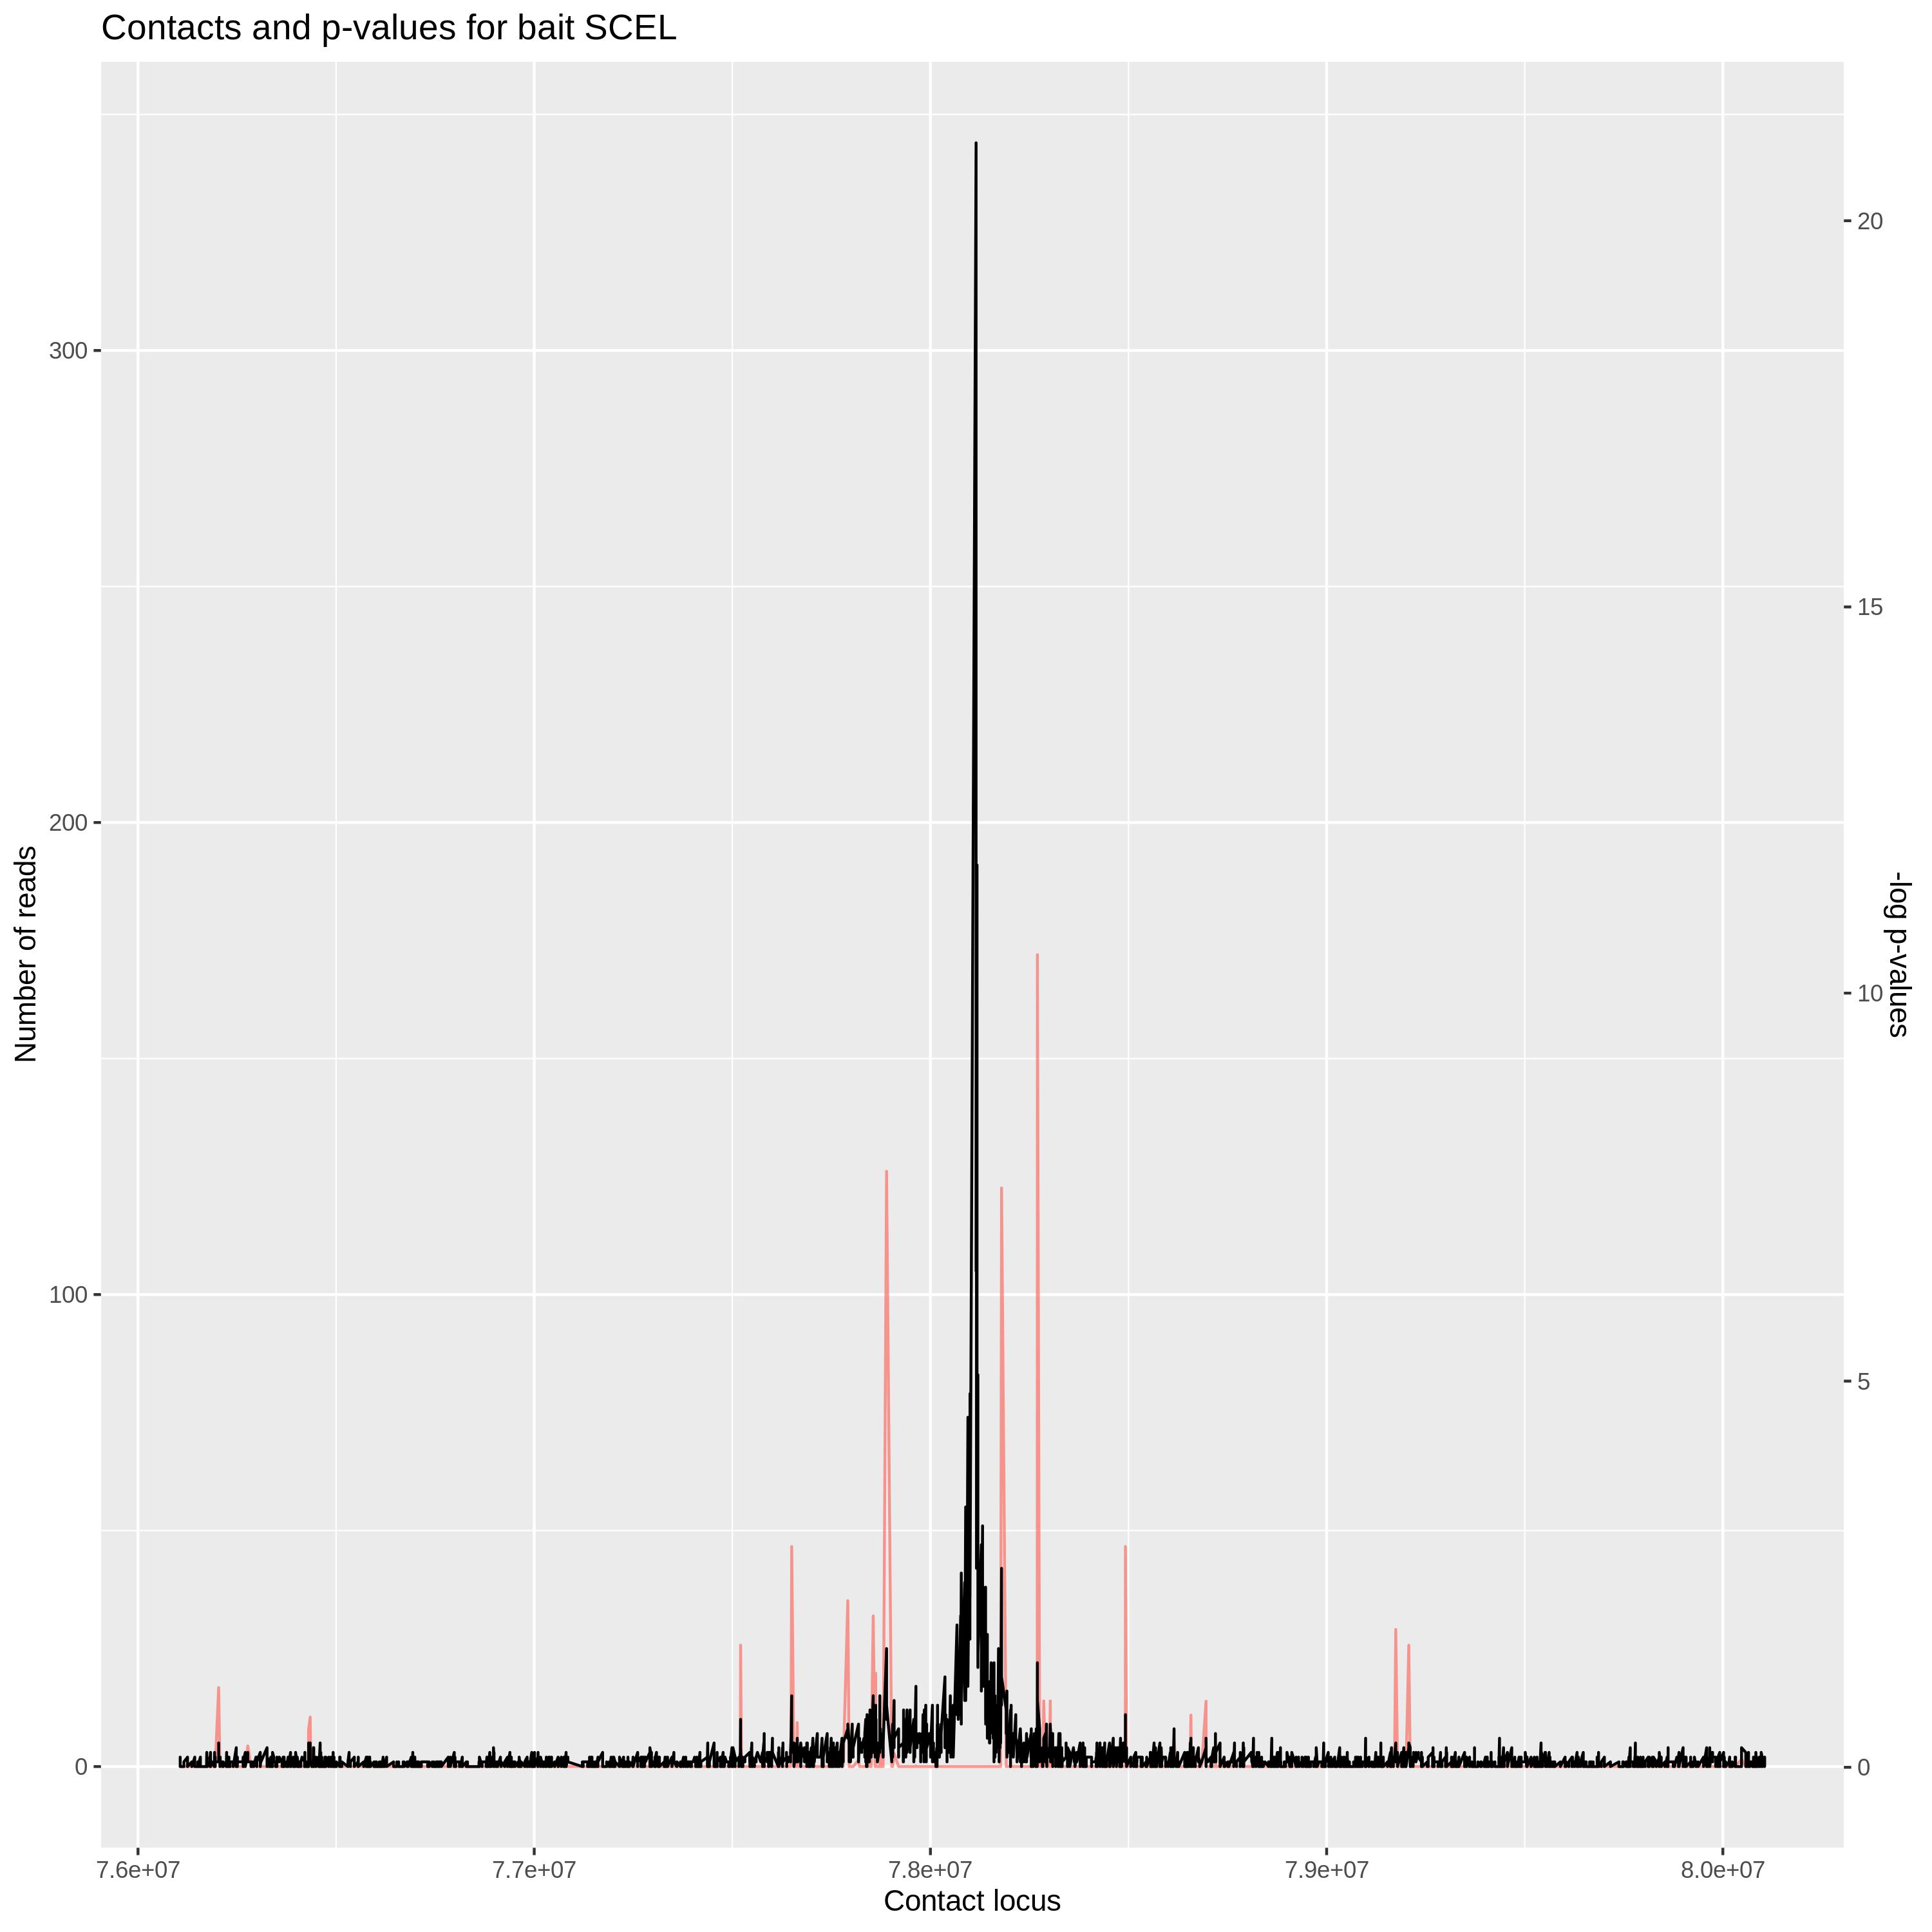 Contacts and p-values for bait SCEL
300
200
100
0
Number of reads
20
15
10
5
0
-log p-values
7.6e+07
7.7e+07
7.8e+07
7.9e+07
8.0e+07
Contact locus